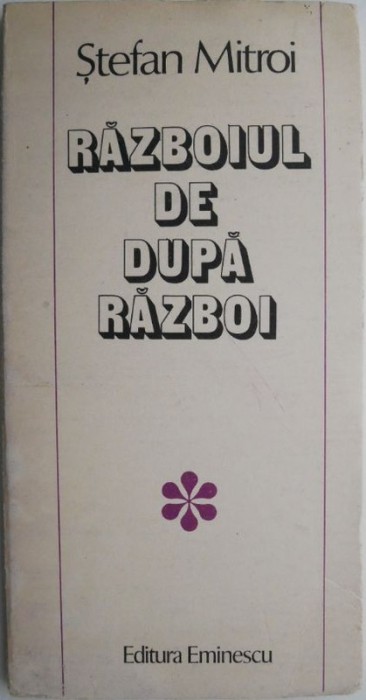 Ștefan Mitroi
RĂZBOIUL
DE
DUPĂ
RĂZBOI
Editura Eminescu